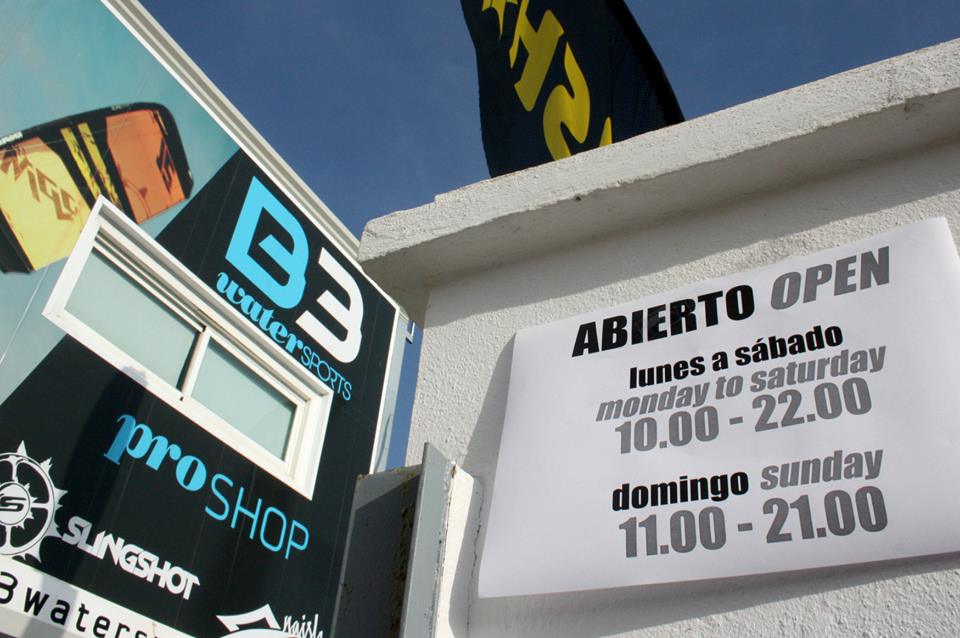 B3
waterSPORTS
proSHOP
SLINGSHOT
naish
ABIERTO OPEN
lunes a sábado
monday to saturday
10.00 - 22.00
domingo sunday
11.00 - 21.00